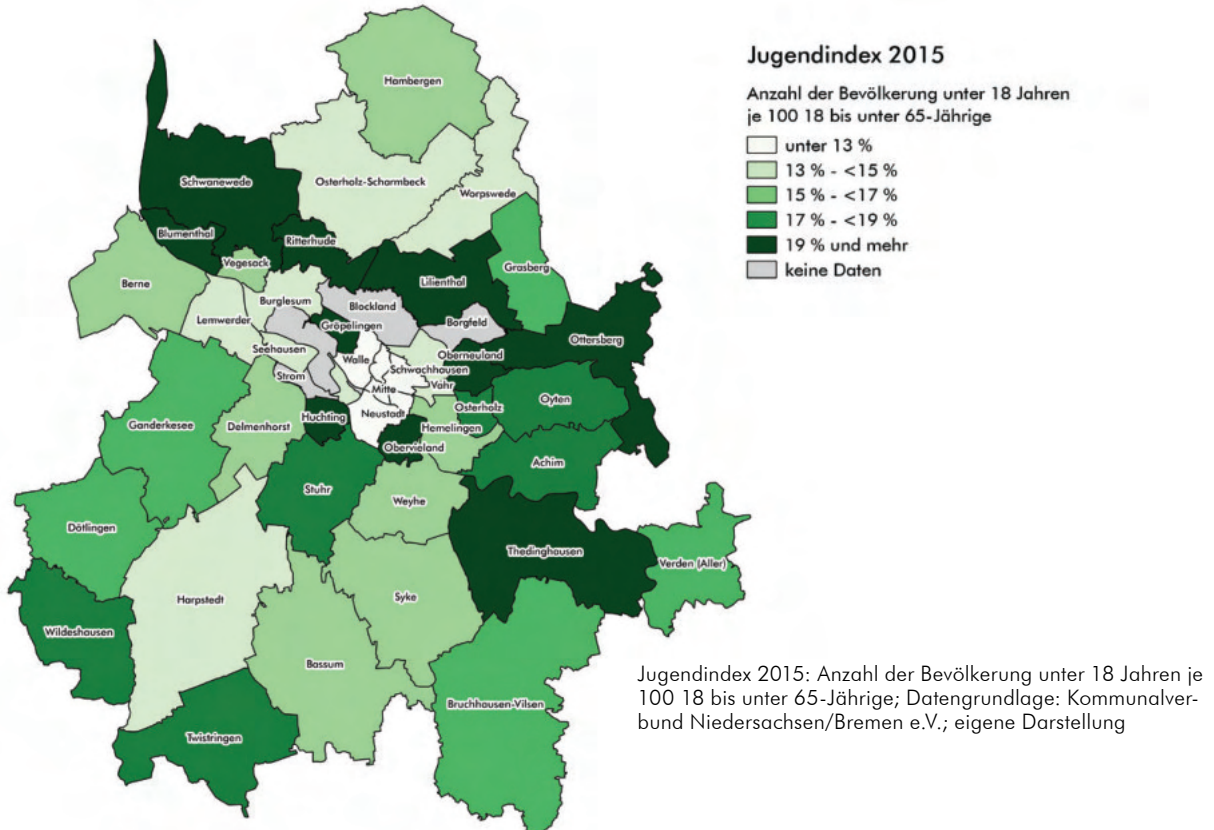 Jugendindex 2015
Anzahl der Bevölkerung unter 18 Jahren
je 100 18 bis unter 65-Jährige
unter 13 %
13 % - <15 %
15 % - <17 %
17 % - <19 %
19 % und mehr
keine Daten
Hambergen
Schwanewede
Osterholz-Scharmbeck
Worpswede
Blumenthal
Ritterhude
Vegesack
Grasberg
Berne
Lilienthal
Burglesum
Blockland
Lemwerder
Borgfeld
Gröpelingen
Ottersberg
Seehausen
Oberneuland
Walle
Schwachhausen
Strom
Vahr
Mitte
Oyten
Osterholz
Neustadt
Huchting
Ganderkesee
Delmenhorst
Hemelingen
Obervieland
Achim
Stuhr
Weyhe
Dötlingen
Thedinghausen
Verden (Aller)
Harpstedt
Syke
Wildeshausen
Bassum
Bruchhausen-Vilsen
Twistringen
Jugendindex 2015: Anzahl der Bevölkerung unter 18 Jahren je
100 18 bis unter 65-Jährige; Datengrundlage: Kommunalver-
bund Niedersachsen/Bremen e.V.; eigene Darstellung